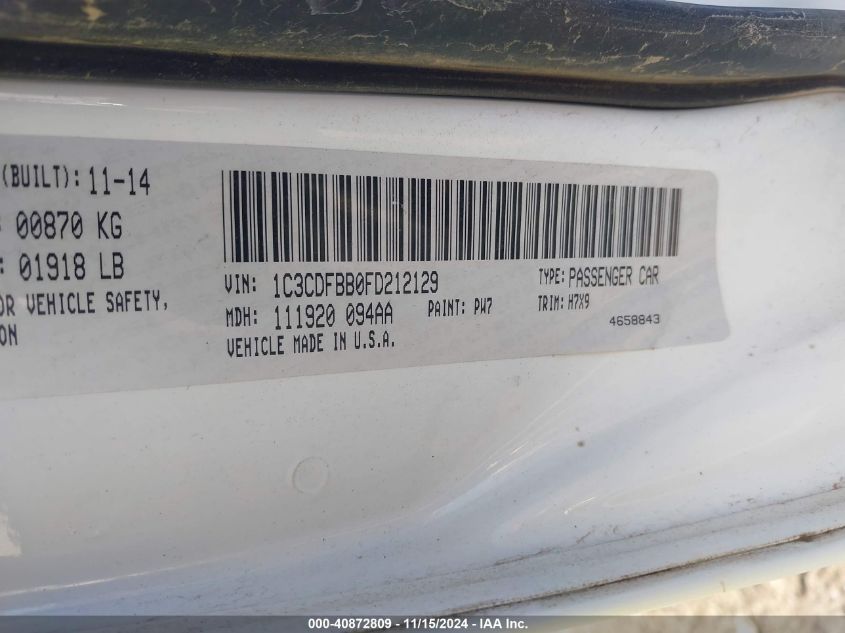 (BUILT): 11-14
: 00870 KG
: 01918 LB
OR VEHICLE SAFETY,
ON
VIN: 1C3CDFBB0FD212129 TYPE: PASSENGER CAR
MDH: 111920 094AA PAINT: PW7 TRIM: H7X9
VEHICLE MADE IN U.S.A. 4658843
000-40872809 - 11/15/2024 - IAA Inc.